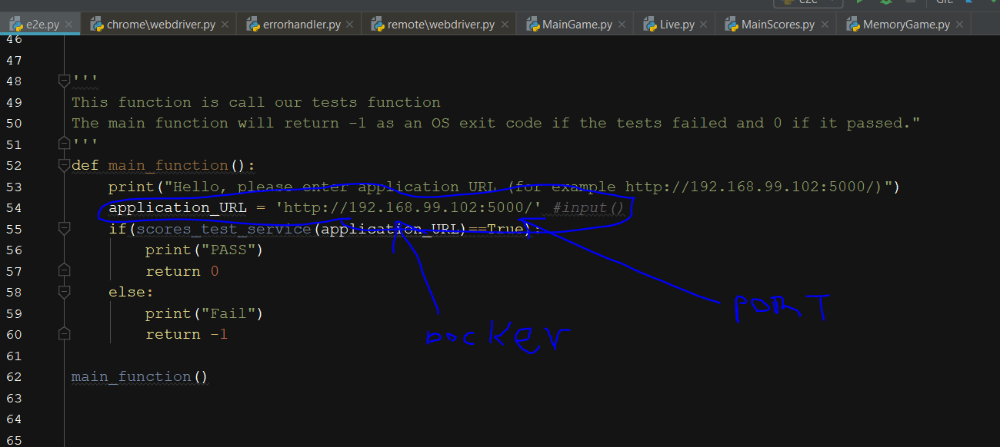 e2e
Git:
e2e.py chrome\webdriver.py errorhandler.py remote\webdriver.py MainGame.py Live.py MainScores.py MemoryGame.py
46
47
48 '''
49 This function is call our tests function
50 The main function will return -1 as an OS exit code if the tests failed and 0 if it passed."
51 '''
52 def main_function():
53 print("Hello, please enter application URL (for example http://192.168.99.102:5000/)")
54 application_URL = 'http://192.168.99.102:5000/' #input()
55 if(scores_test_service(application_URL)==True):
56 print("PASS")
57 return 0
58 else:
59 print("Fail")
60 return -1
61
62 main_function()
63
64
65
PORT
DOCKER